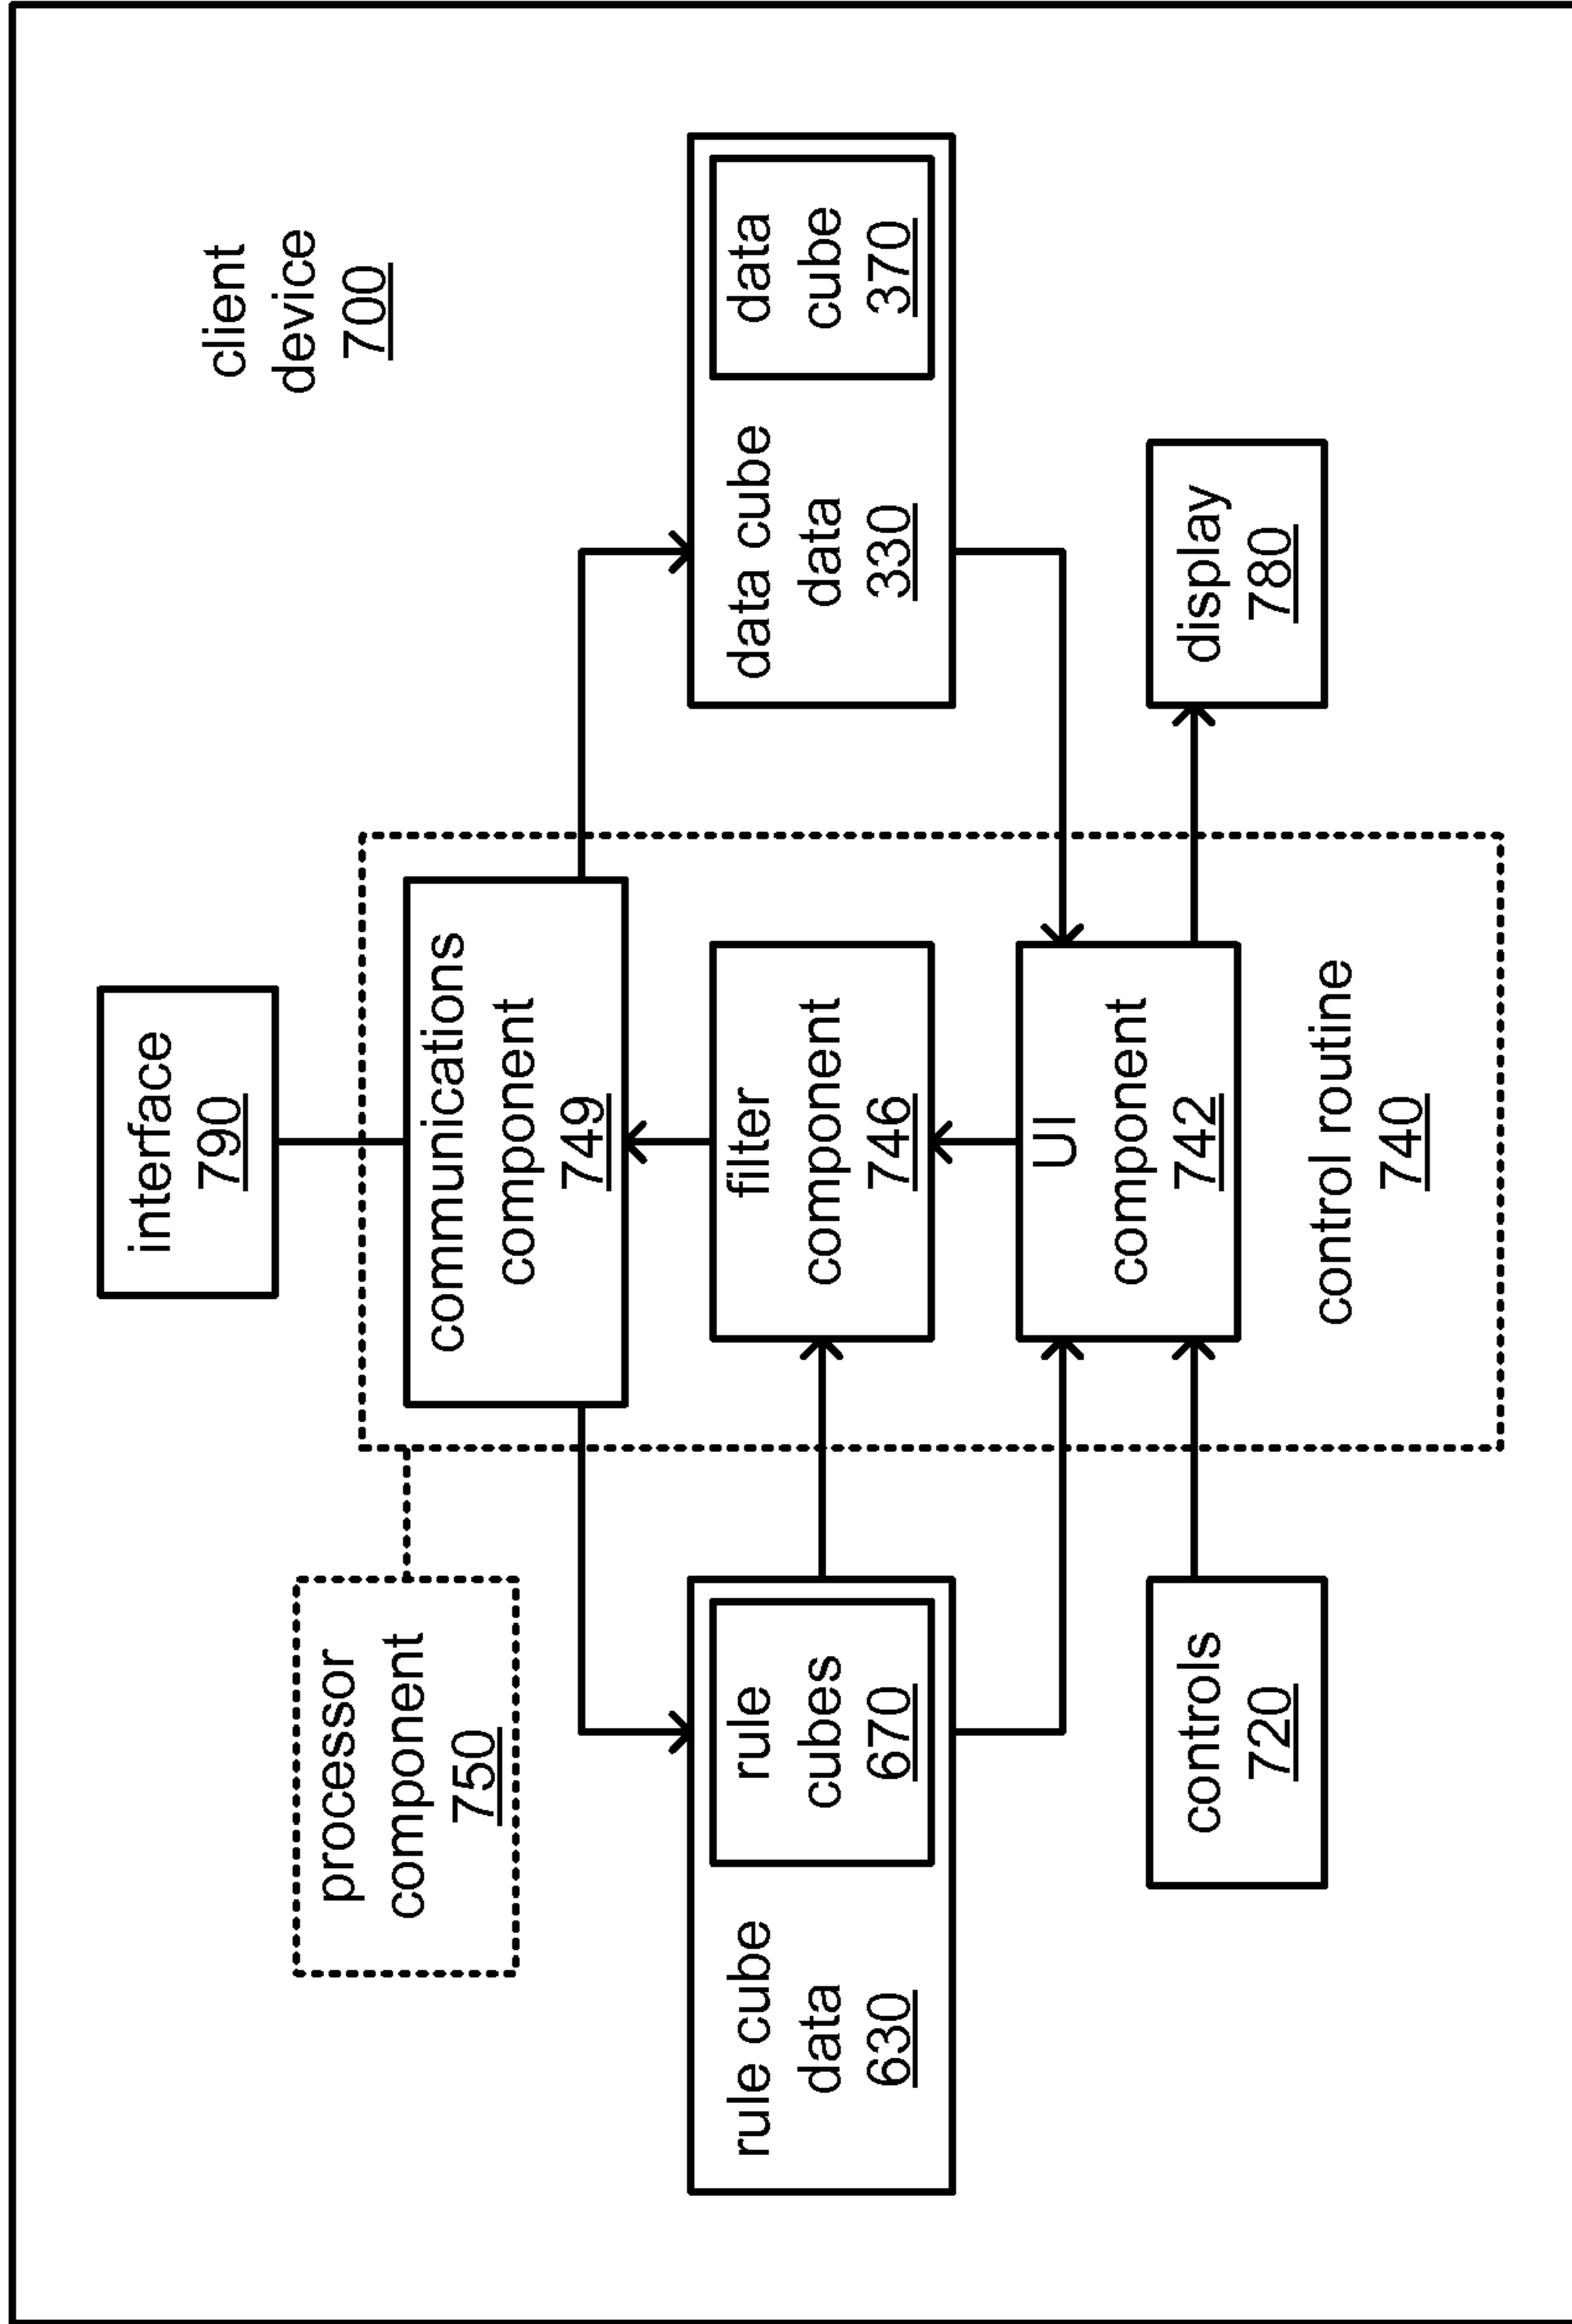 interface
790
client
device
700
processor
component
750
communications
component
749
rule cube
data
630
rule
cubes
670
filter
component
746
data cube
data
330
data
cube
370
controls
720
UI
component
742
display
780
control routine
740